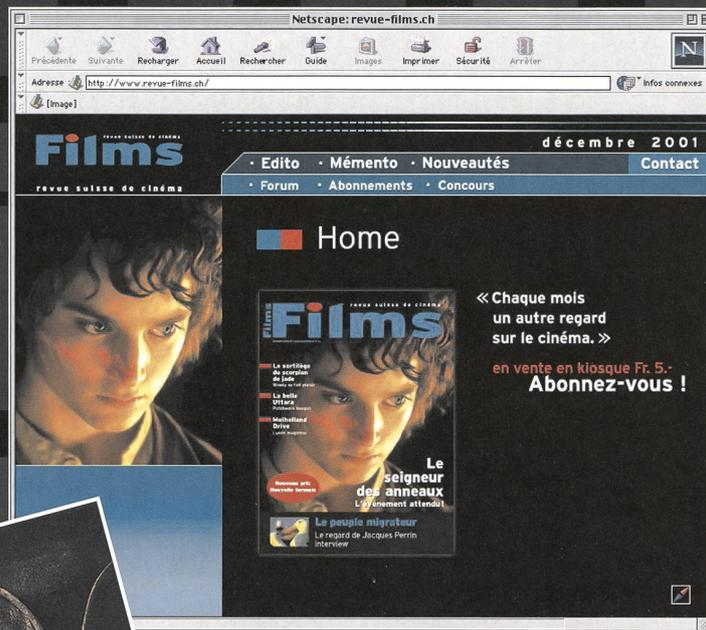 Netscape: revue-films.ch
Précédente Suivante Recharger Accueil Rechercher Guide Images Imprimer Sécurité Arrêter
N
Adresse : http://www.revue-films.ch/ Infos connexes
[Image]
revue suisse de cinéma
Films
revue suisse de cinéma
décembre 2001
· Edito · Mémento · Nouveautés Contact
· Forum · Abonnements · Concours
Home
revue suisse de cinéma
films
Films
Le sortilège
du scorpion
de jade
La belle
Uttara
Mulholland
Drive
Nouveau prix
Nouvelle formule
Le
seigneur
des anneaux
L'événement attendu!
Le peuple migrateur
Le regard de Jacques Perrin
Interview
« Chaque mois
un autre regard
sur le cinéma. »
en vente en kiosque Fr. 5.-
Abonnez-vous !